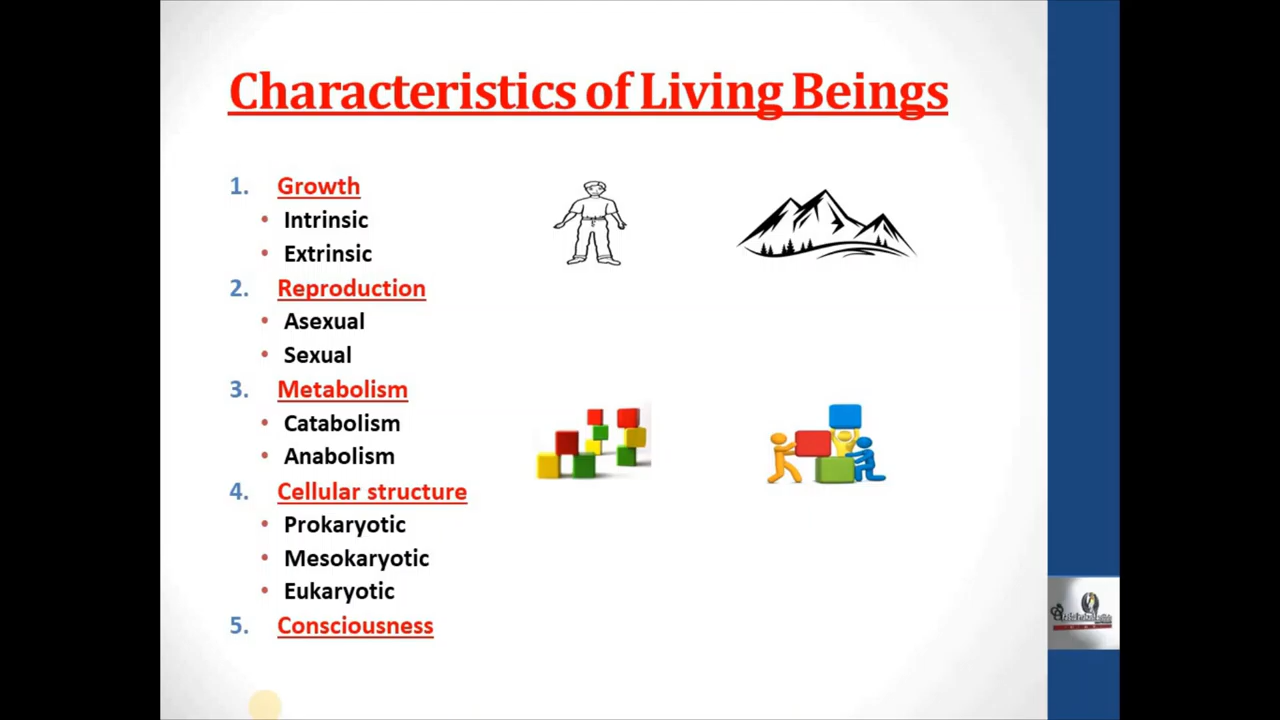 Characteristics of Living Beings
1. Growth
• Intrinsic
• Extrinsic
2. Reproduction
• Asexual
• Sexual
3. Metabolism
• Catabolism
• Anabolism
4. Cellular structure
• Prokaryotic
• Mesokaryotic
• Eukaryotic
5. Consciousness